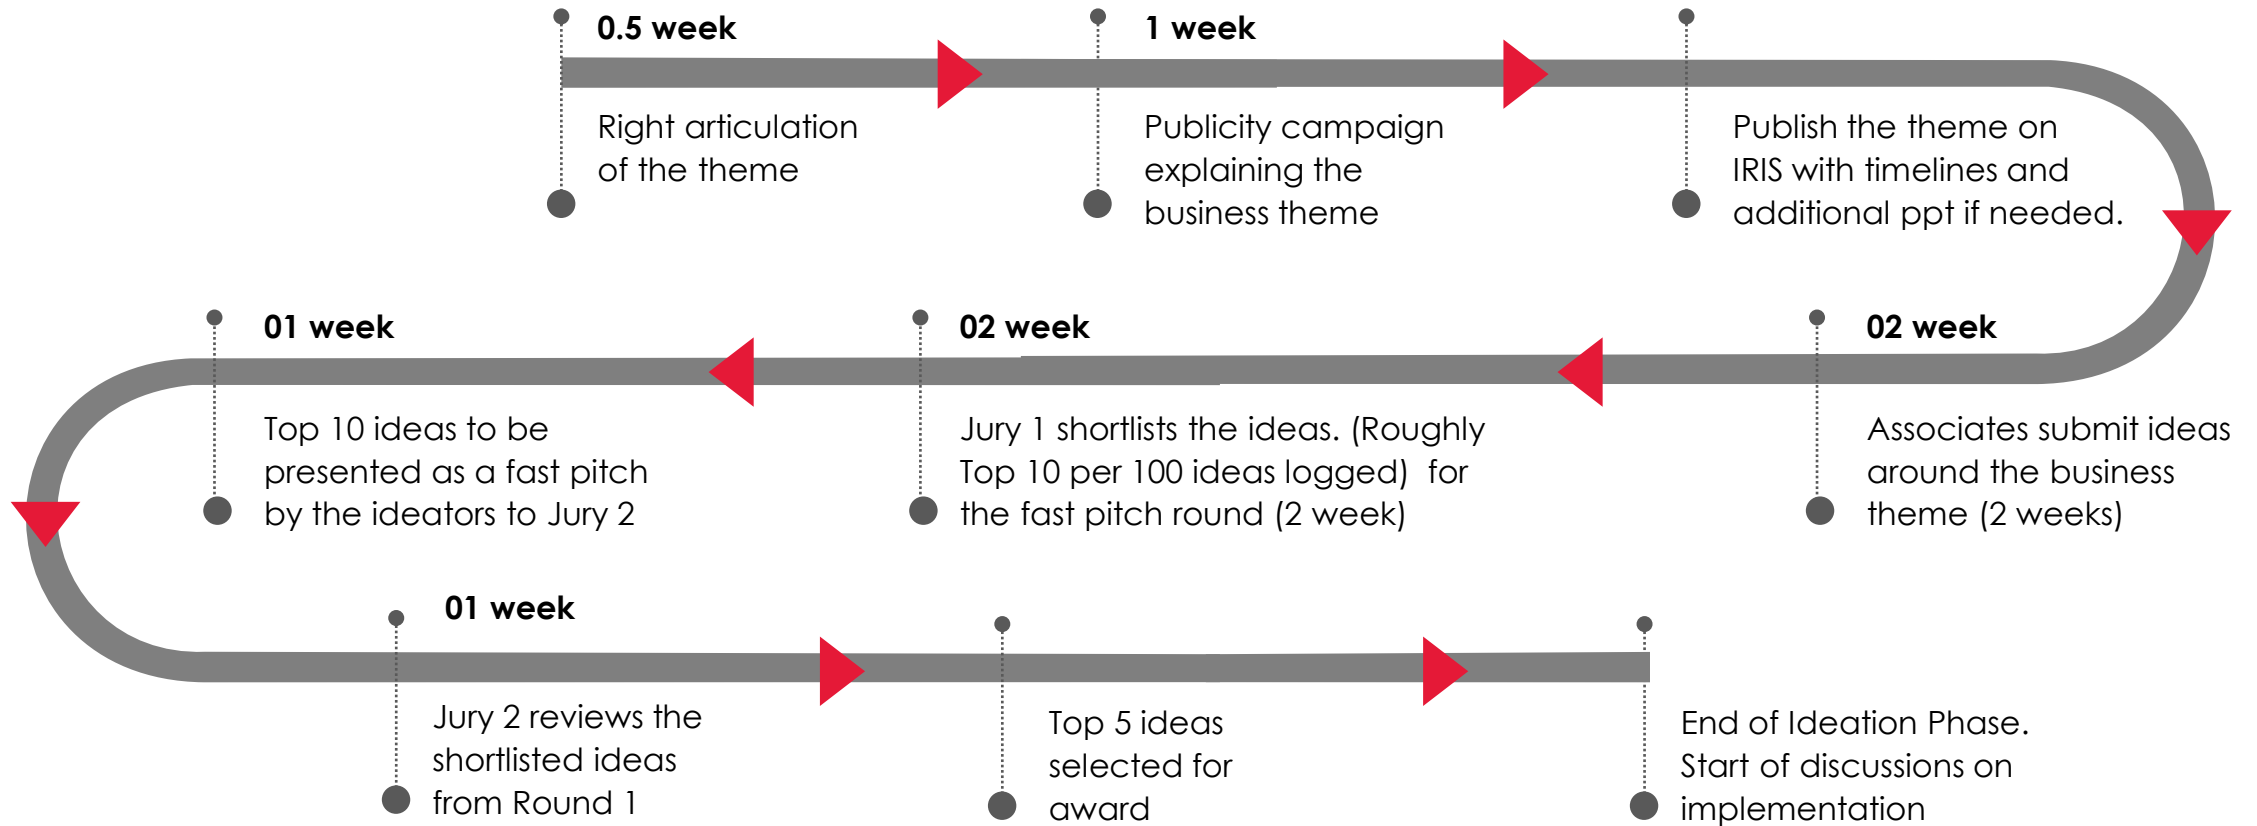 0.5 week
Right articulation
of the theme
1 week
Publicity campaign
explaining the
business theme
Publish the theme on
IRIS with timelines and
additional ppt if needed.
02 week
Associates submit ideas
around the business
theme (2 weeks)
02 week
Jury 1 shortlists the ideas. (Roughly
Top 10 per 100 ideas logged)  for
the fast pitch round (2 week)
01 week
Top 10 ideas to be
presented as a fast pitch
by the ideators to Jury 2
01 week
Jury 2 reviews the
shortlisted ideas
from Round 1
Top 5 ideas
selected for
award
End of Ideation Phase.
Start of discussions on
implementation